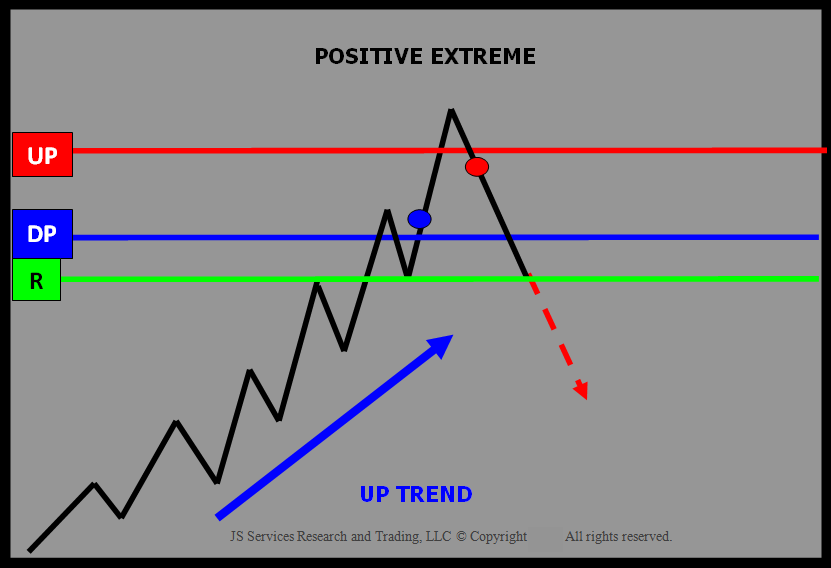 POSITIVE EXTREME
UP
DP
R
UP TREND
JS Services Research and Trading, LLC © Copyright All rights reserved.